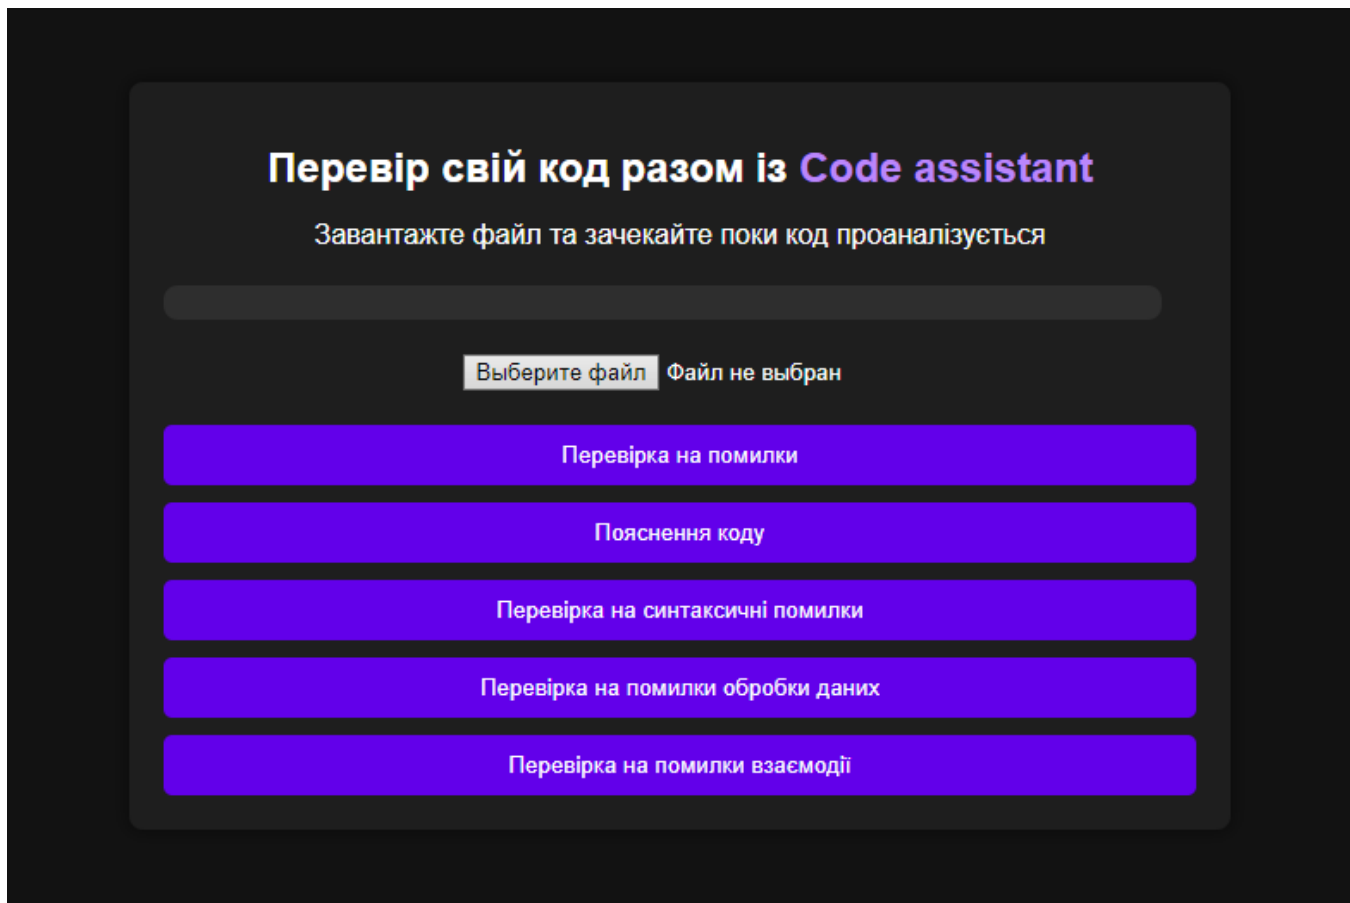 Перевір свій код разом із Code assistant
Завантажте файл та зачекайте поки код проаналізується
Выберите файл Файл не выбран
Перевірка на помилки
Пояснення коду
Перевірка на синтаксичні помилки
Перевірка на помилки обробки даних
Перевірка на помилки взаємодії